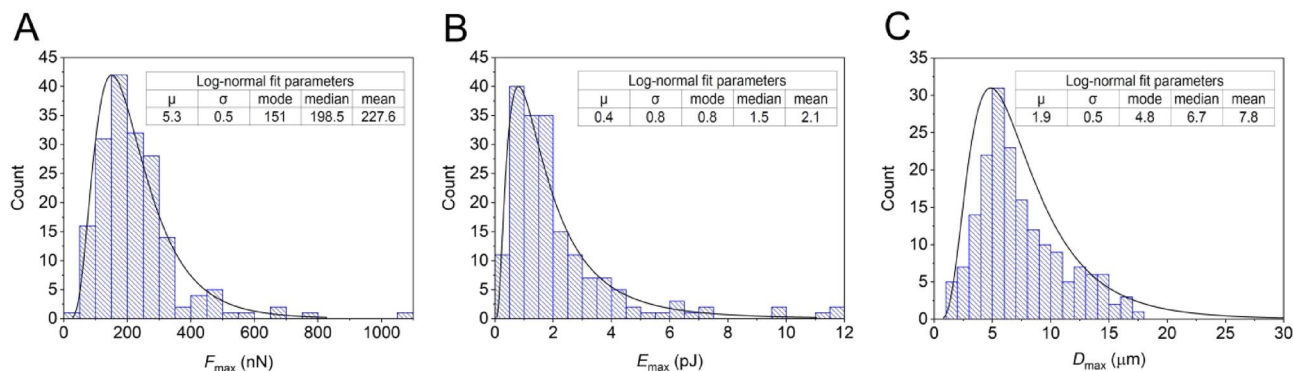 A
45
40
35
30
25
20
15
10
5
0
Count
Log-normal fit parameters
μ σ mode median mean
5.3 0.5 151 198.5 227.6
0 200 400 600 800 1000
Fmax (nN)
B
45
40
35
30
25
20
15
10
5
0
Count
Log-normal fit parameters
μ σ mode median mean
0.4 0.8 0.8 1.5 2.1
0 2 4 6 8 10 12
Emax (pJ)
C
35
30
25
20
15
10
5
0
Count
Log-normal fit parameters
μ σ mode median mean
1.9 0.5 4.8 6.7 7.8
0 5 10 15 20 25 30
Dmax (μm)